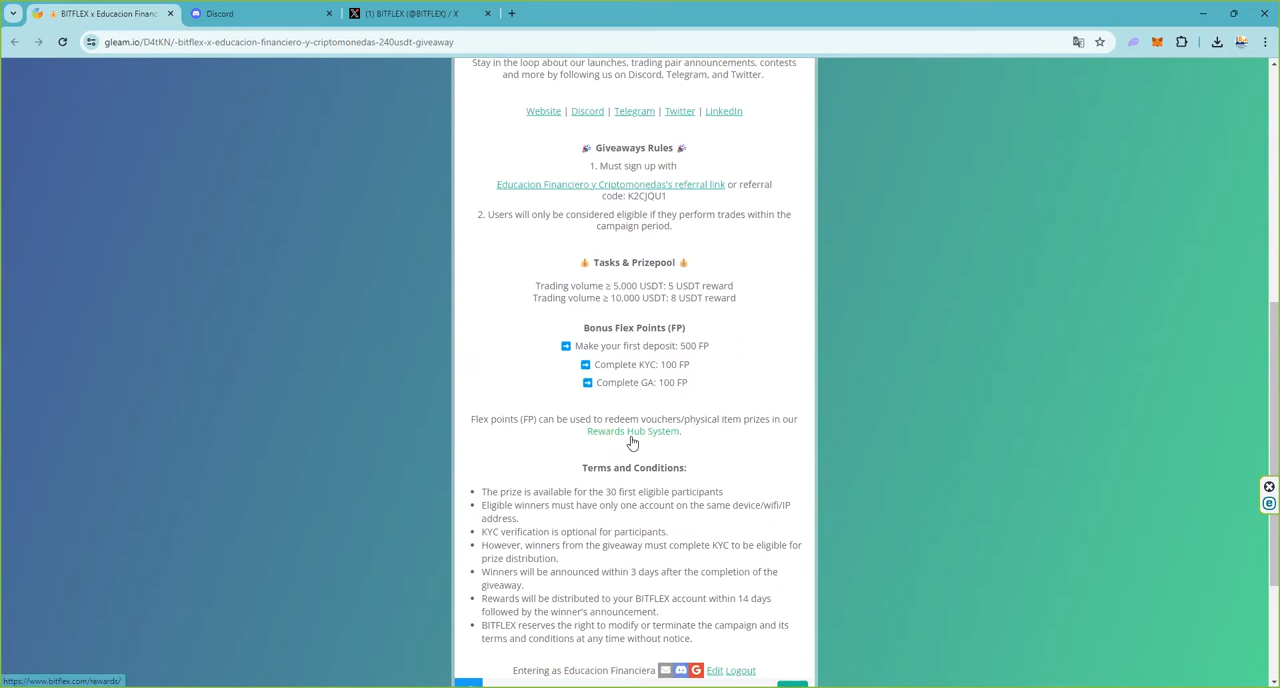 BITFLEX x Educacion Financ
Discord
(1) BITFLEX (@BITFLEX) / X
gleam.io/D4tKN/-bitflex-x-educacion-financiero-y-criptomonedas-240usdt-giveaway
Stay in the loop about our launches, trading pair announcements, contests
and more by following us on Discord, Telegram, and Twitter.
Website | Discord | Telegram | Twitter | LinkedIn
🎉 Giveaways Rules 🎉
1. Must sign up with
Educacion Financiero y Criptomonedas's referral link or referral
code: K2CJQU1
2. Users will only be considered eligible if they perform trades within the
campaign period.
💰 Tasks & Prizepool 💰
Trading volume ≥ 5,000 USDT: 5 USDT reward
Trading volume ≥ 10.000 USDT: 8 USDT reward
Bonus Flex Points (FP)
➡️ Make your first deposit: 500 FP
➡️ Complete KYC: 100 FP
➡️ Complete GA: 100 FP
Flex points (FP) can be used to redeem vouchers/physical item prizes in our
Rewards Hub System.
Terms and Conditions:
• The prize is available for the 30 first eligible participants
• Eligible winners must have only one account on the same device/wifi/IP
address.
• KYC verification is optional for participants.
• However, winners from the giveaway must complete KYC to be eligible for
prize distribution.
• Winners will be announced within 3 days after the completion of the
giveaway.
• Rewards will be distributed to your BITFLEX account within 14 days
followed by the winner's announcement.
• BITFLEX reserves the right to modify or terminate the campaign and its
terms and conditions at any time without notice.
Entering as Educacion Financiera Edit Logout
https://www.bitflex.com/rewards/